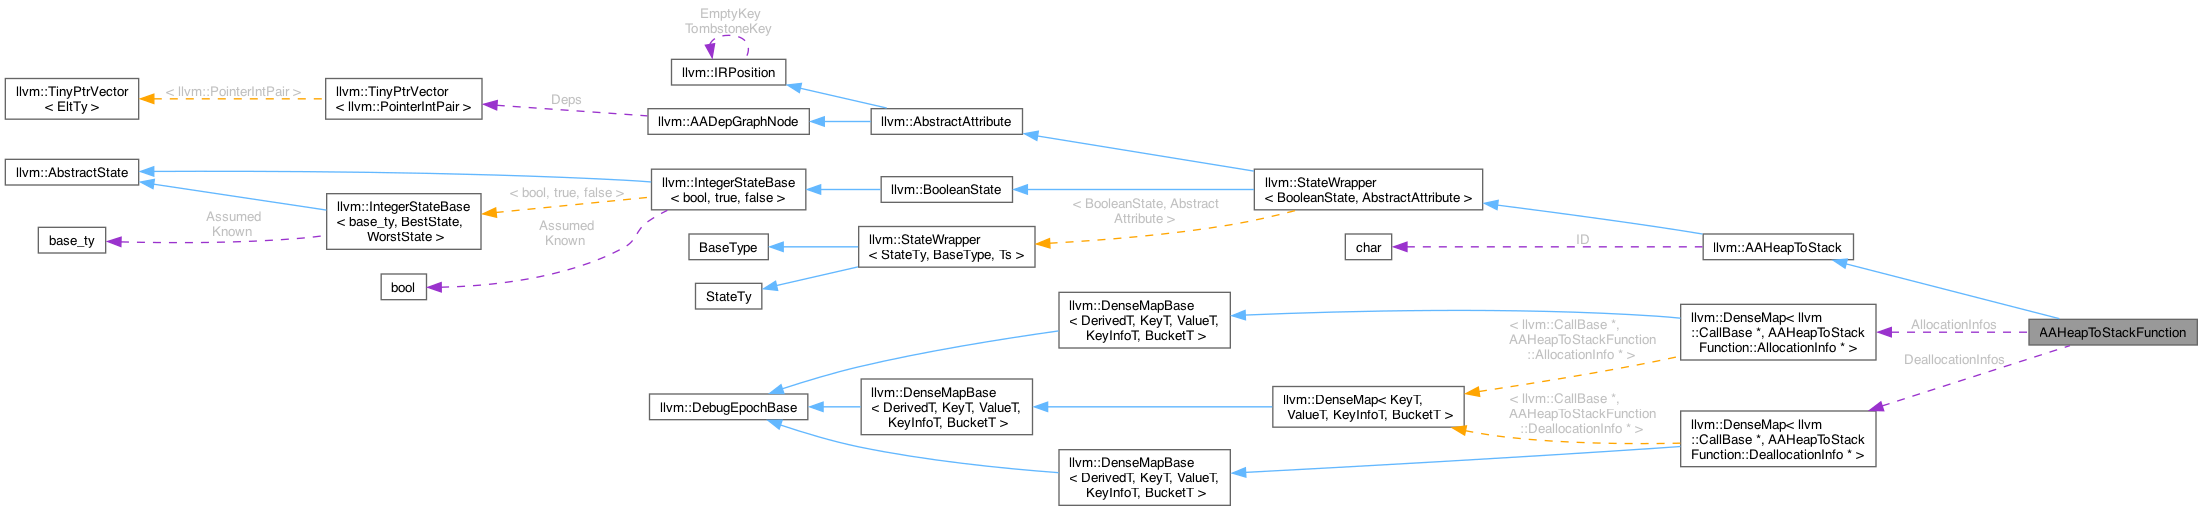 EmptyKey
TombstoneKey
llvm::IRPosition
llvm::TinyPtrVector
< EltTy >
< llvm::PointerIntPair >
llvm::TinyPtrVector
< llvm::PointerIntPair >
Deps
llvm::AADepGraphNode
llvm::AbstractAttribute
llvm::AbstractState
llvm::IntegerStateBase
< base_ty, BestState,
WorstState >
< bool, true, false >
llvm::IntegerStateBase
< bool, true, false >
llvm::BooleanState
llvm::StateWrapper
< BooleanState, AbstractAttribute >
base_ty
Assumed
Known
Assumed
Known
bool
BaseType
StateTy
llvm::StateWrapper
< StateTy, BaseType, Ts >
< BooleanState, Abstract
Attribute >
char
ID
llvm::AAHeapToStack
llvm::DenseMapBase
< DerivedT, KeyT, ValueT,
KeyInfoT, BucketT >
< llvm::CallBase *,
AAHeapToStackFunction
::AllocationInfo * >
llvm::DenseMap< llvm
::CallBase *, AAHeapToStack
Function::AllocationInfo * >
AllocationInfos
AAHeapToStackFunction
DeallocationInfos
llvm::DebugEpochBase
llvm::DenseMapBase
< DerivedT, KeyT, ValueT,
KeyInfoT, BucketT >
llvm::DenseMap< KeyT,
ValueT, KeyInfoT, BucketT >
< llvm::CallBase *,
AAHeapToStackFunction
::DeallocationInfo * >
llvm::DenseMap< llvm
::CallBase *, AAHeapToStack
Function::DeallocationInfo * >
llvm::DenseMapBase
< DerivedT, KeyT, ValueT,
KeyInfoT, BucketT >